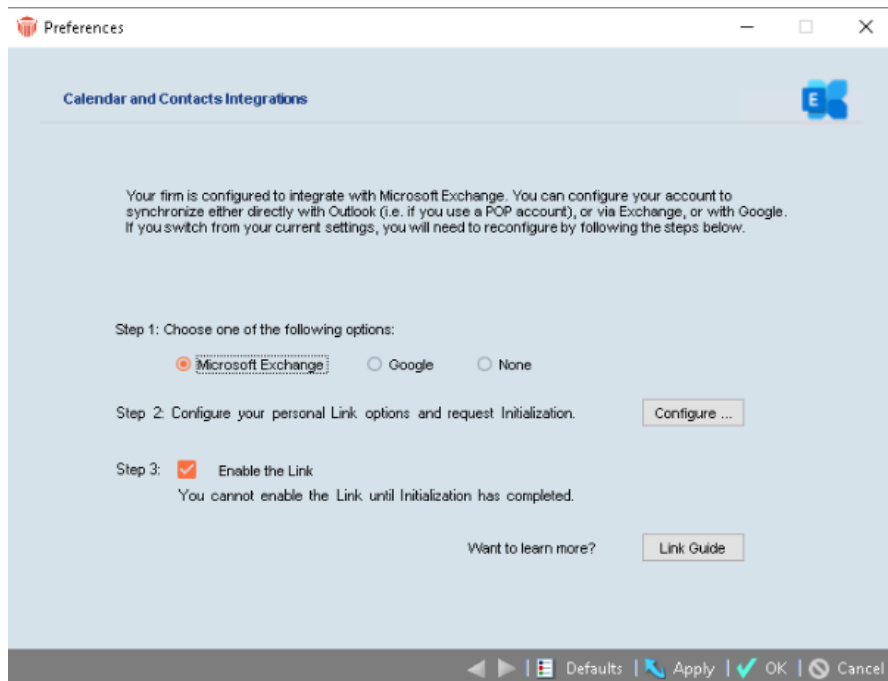 Preferences
Calendar and Contacts Integrations
E
Your firm is configured to integrate with Microsoft Exchange. You can configure your account to
synchronize either directly with Outlook (i.e. if you use a POP account), or via Exchange, or with Google.
If you switch from your current settings, you will need to reconfigure by following the steps below.
Step 1: Choose one of the following options:
Microsoft Exchange Google None
Step 2: Configure your personal Link options and request Initialization. Configure ...
Step 3: Enable the Link
You cannot enable the Link until Initialization has completed.
Want to learn more? Link Guide
Defaults | Apply | OK | Cancel